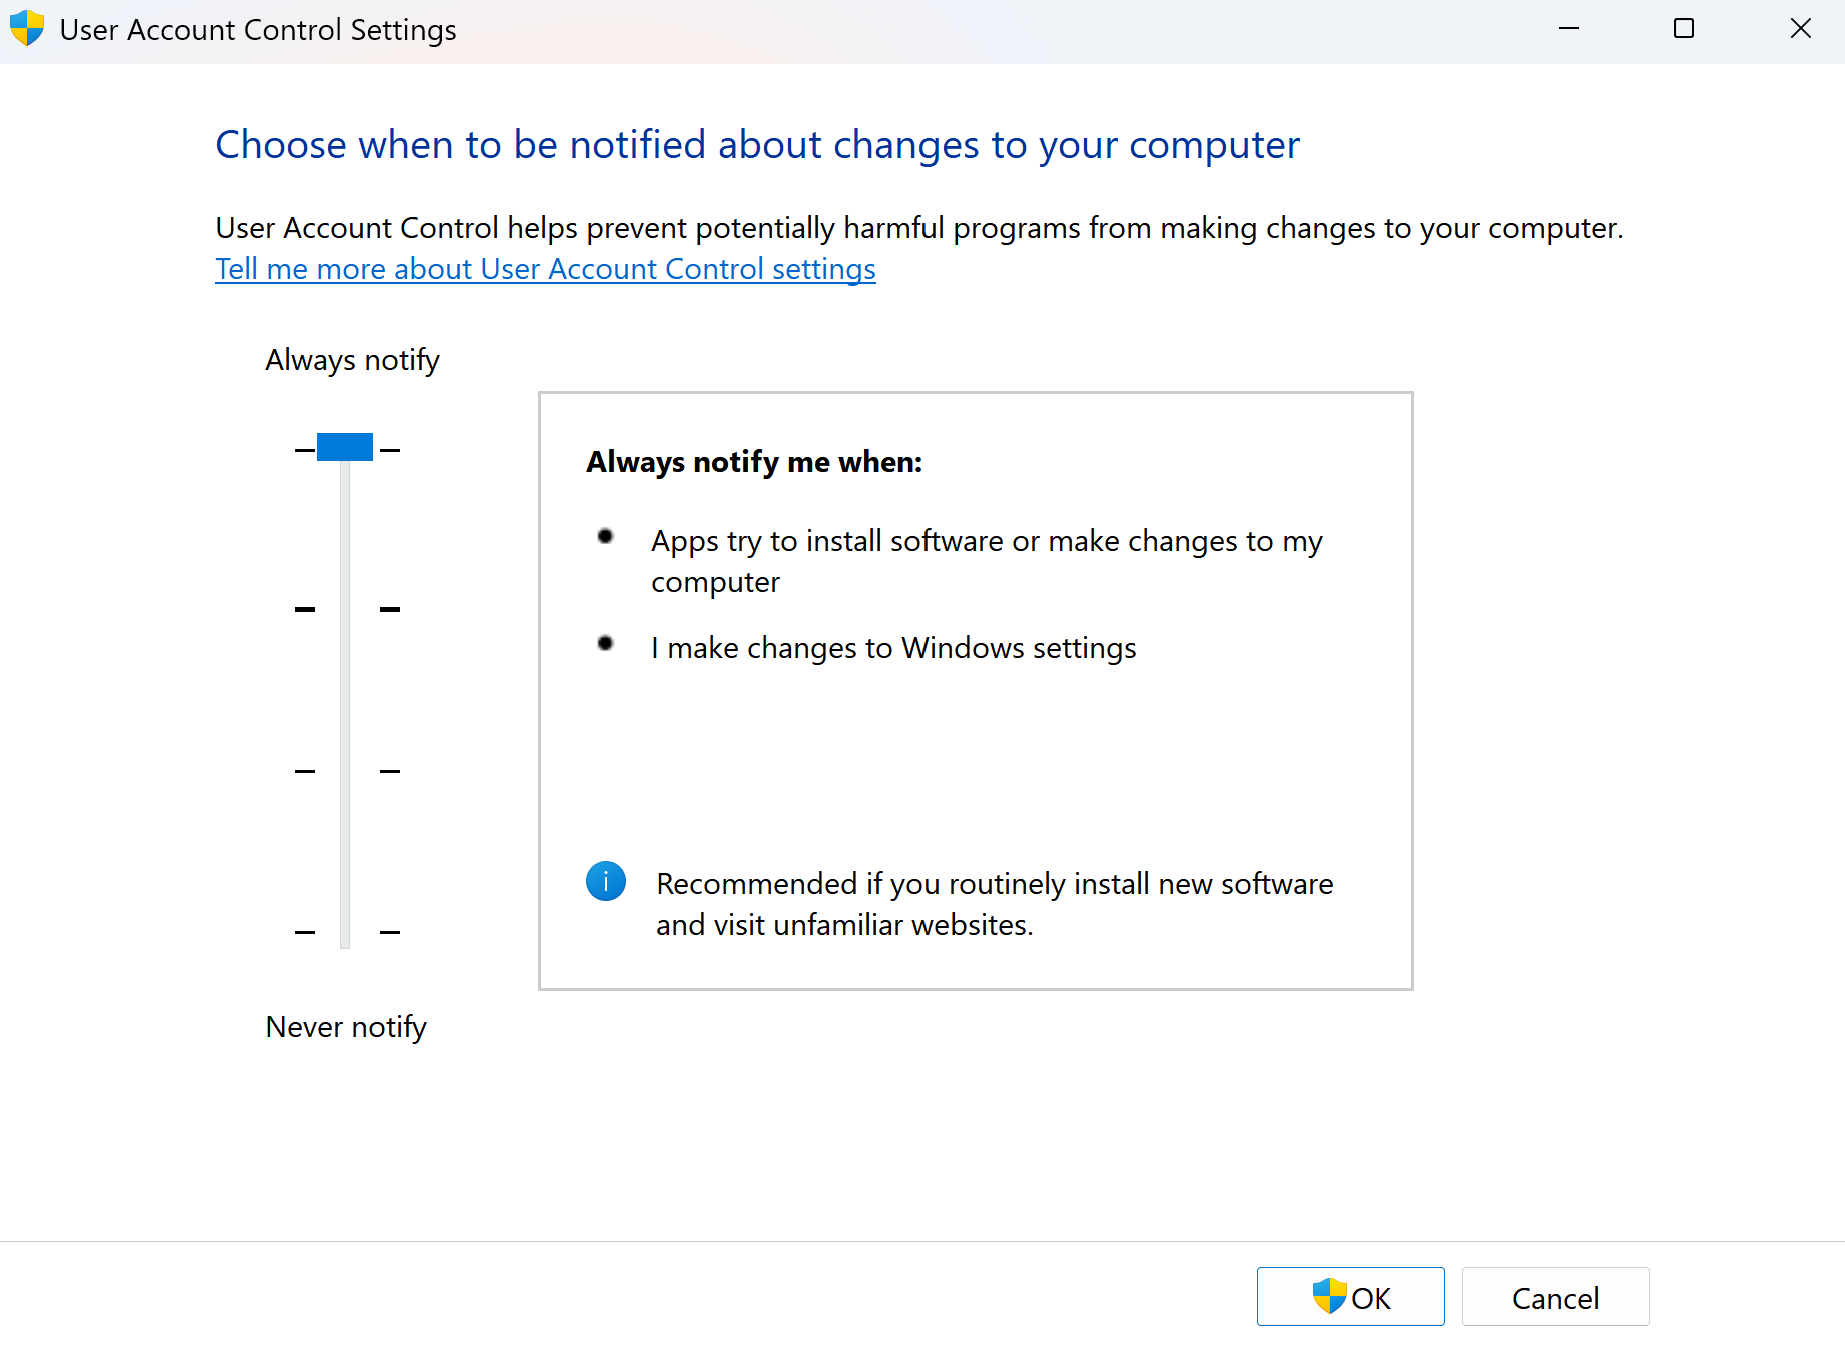 User Account Control Settings
Choose when to be notified about changes to your computer
User Account Control helps prevent potentially harmful programs from making changes to your computer.
Tell me more about User Account Control settings
Always notify
Always notify me when:
Apps try to install software or make changes to my
computer
I make changes to Windows settings
Recommended if you routinely install new software
and visit unfamiliar websites.
Never notify
OK
Cancel